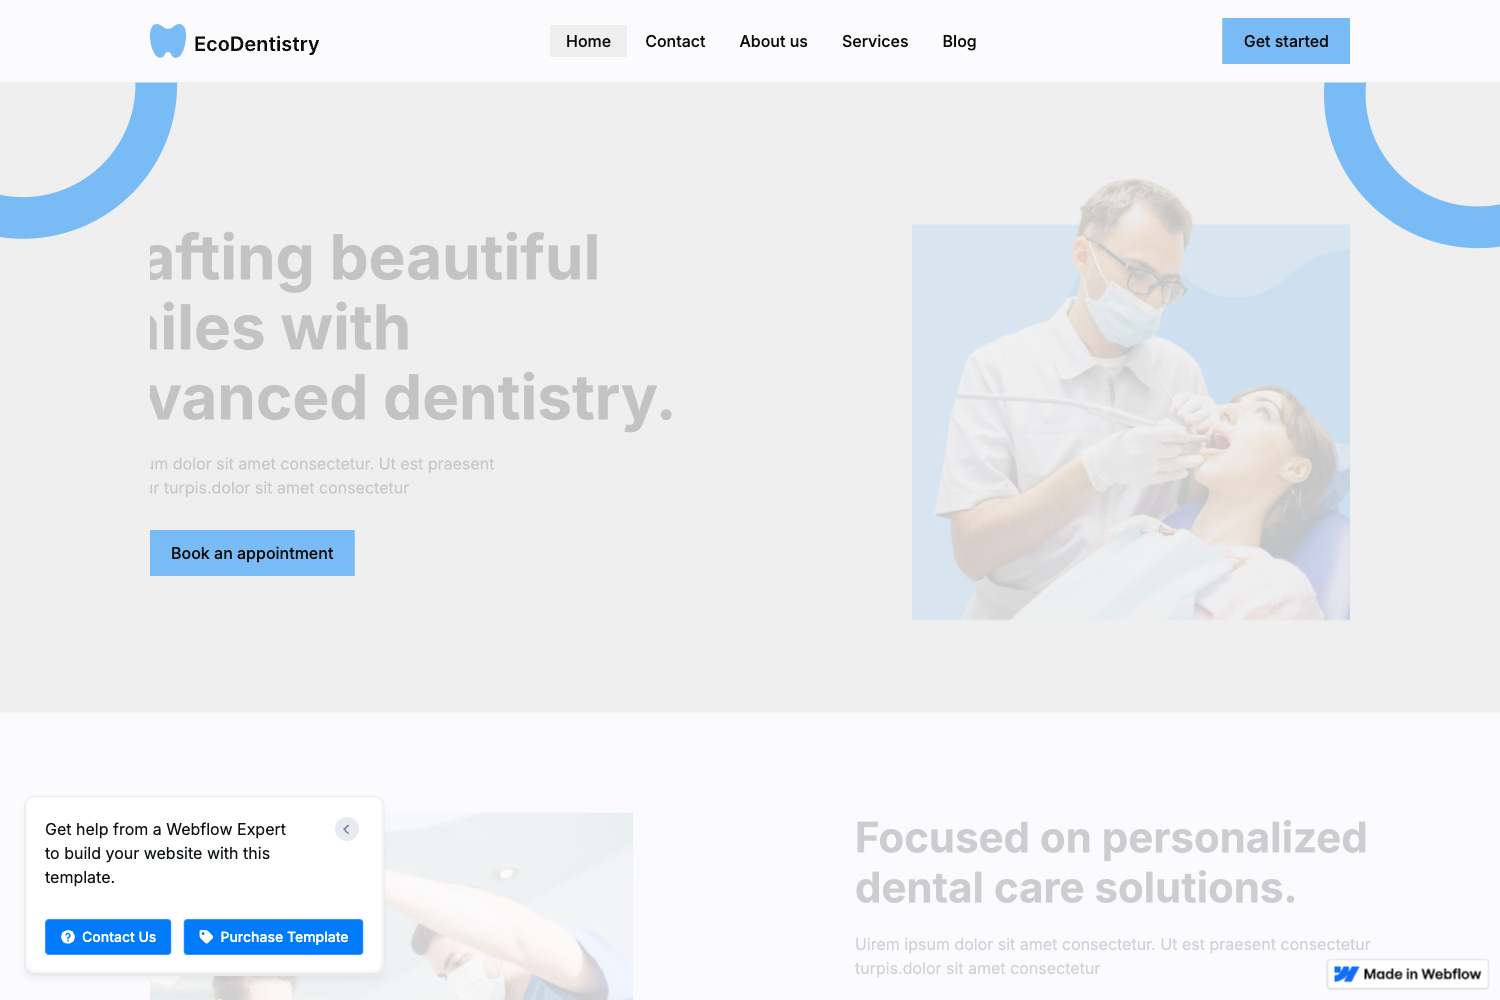 EcoDentistry
Home Contact About us Services Blog
Get started
afting beautiful
iles with
vanced dentistry.
um dolor sit amet consectetur. Ut est praesent
ur turpis.dolor sit amet consectetur
Book an appointment
Focused on personalized
dental care solutions.
Uirem ipsum dolor sit amet consectetur. Ut est praesent consectetur
turpis.dolor sit amet consectetur
Get help from a Webflow Expert
to build your website with this
template.
Contact Us
Purchase Template
Made in Webflow